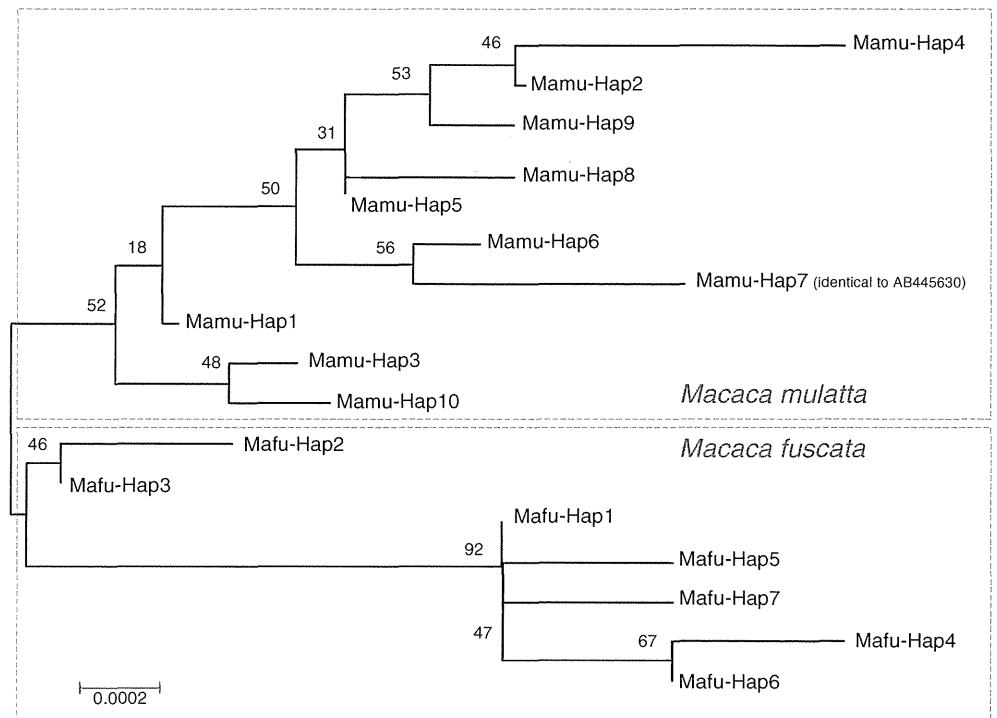 46
Mamu-Hap4
53
Mamu-Hap2
Mamu-Hap9
31
Mamu-Hap8
50
Mamu-Hap5
18
56
Mamu-Hap6
Mamu-Hap7 (identical to AB445630)
52
Mamu-Hap1
48
Mamu-Hap3
Mamu-Hap10
Macaca mulatta
46
Mafu-Hap2
Macaca fuscata
Mafu-Hap3
Mafu-Hap1
92
Mafu-Hap5
Mafu-Hap7
47
67
Mafu-Hap4
Mafu-Hap6
0.0002